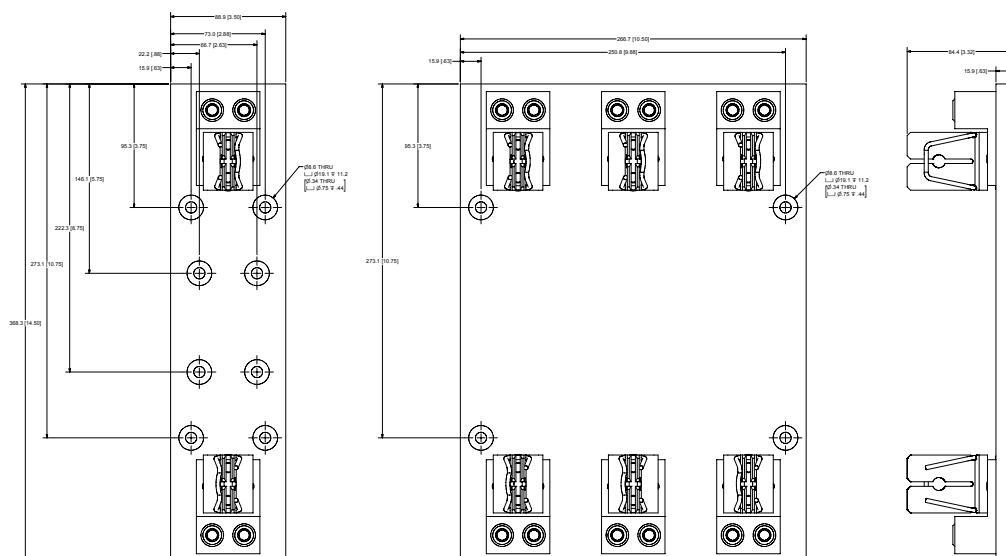 88.9 [3.50]
73.0 [2.88]
66.7 [2.63]
22.2 [.88]
15.9 [.63]
95.3 [3.75]
146.1 [5.75]
222.3 [8.75]
273.1 [10.75]
368.3 [14.50]
Ø8.6 THRU
Ø19.1 ↧ 11.2
Ø.34 THRU
Ø.75 ↧ .44
266.7 [10.50]
250.8 [9.88]
15.9 [.63]
95.3 [3.75]
273.1 [10.75]
Ø8.6 THRU
Ø19.1 ↧ 11.2
Ø.34 THRU
Ø.75 ↧ .44
84.4 [3.32]
15.9 [.63]